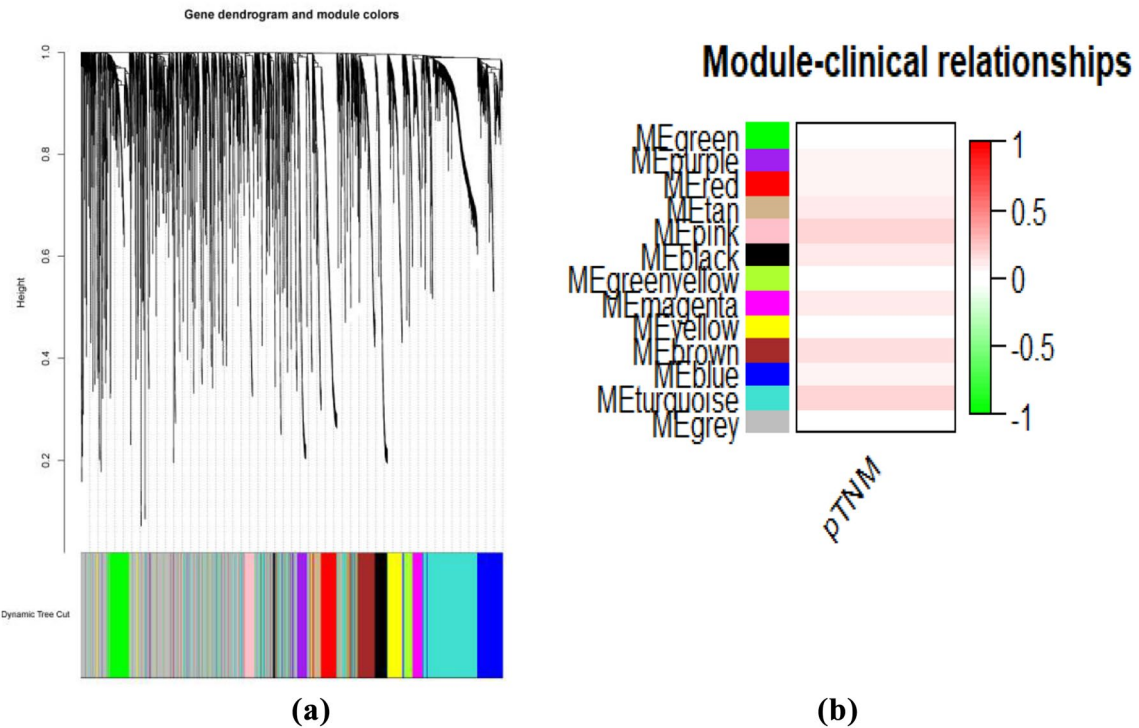 Gene dendrogram and module colors
Height
1.0
0.8
0.6
0.4
0.2
Dynamic Tree Cut
(a)
Module-clinical relationships
MEgreen
MEpurple
MEred
MEtan
MEpink
MEblack
MEgreenyellow
MEmagenta
MEyellow
MEbrown
MEblue
MEturquoise
MEgrey
1
0.5
0
-0.5
-1
pTNM
(b)